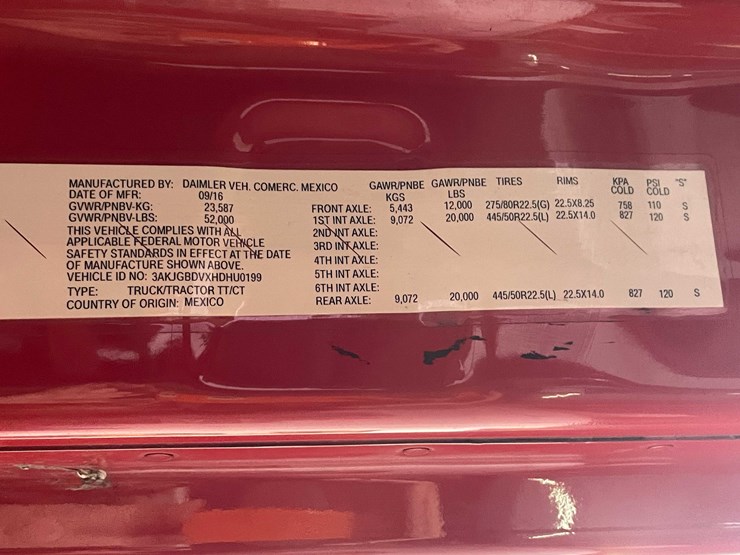 MANUFACTURED BY: DAIMLER VEH. COMERC. MEXICO
DATE OF MFR: 09/16
GVWR/PNBV-KG: 23,587
GVWR/PNBV-LBS: 52,000
THIS VEHICLE COMPLIES WITH ALL
APPLICABLE FEDERAL MOTOR VEHICLE
SAFETY STANDARDS IN EFFECT AT THE DATE
OF MANUFACTURE SHOWN ABOVE.
VEHICLE ID NO: 3AKJGBDVXHDHU0199
TYPE: TRUCK/TRACTOR TT/CT
COUNTRY OF ORIGIN: MEXICO
GAWR/PNBE GAWR/PNBE TIRES RIMS KPA PSI "S"
KGS LBS COLD COLD
FRONT AXLE: 5,443 12,000 275/80R22.5(G) 22.5X8.25 758 110 S
1ST INT AXLE: 9,072 20,000 445/50R22.5(L) 22.5X14.0 827 120 S
2ND INT AXLE:
3RD INT AXLE:
4TH INT AXLE:
5TH INT AXLE:
6TH INT AXLE:
REAR AXLE: 9,072 20,000 445/50R22.5(L) 22.5X14.0 827 120 S